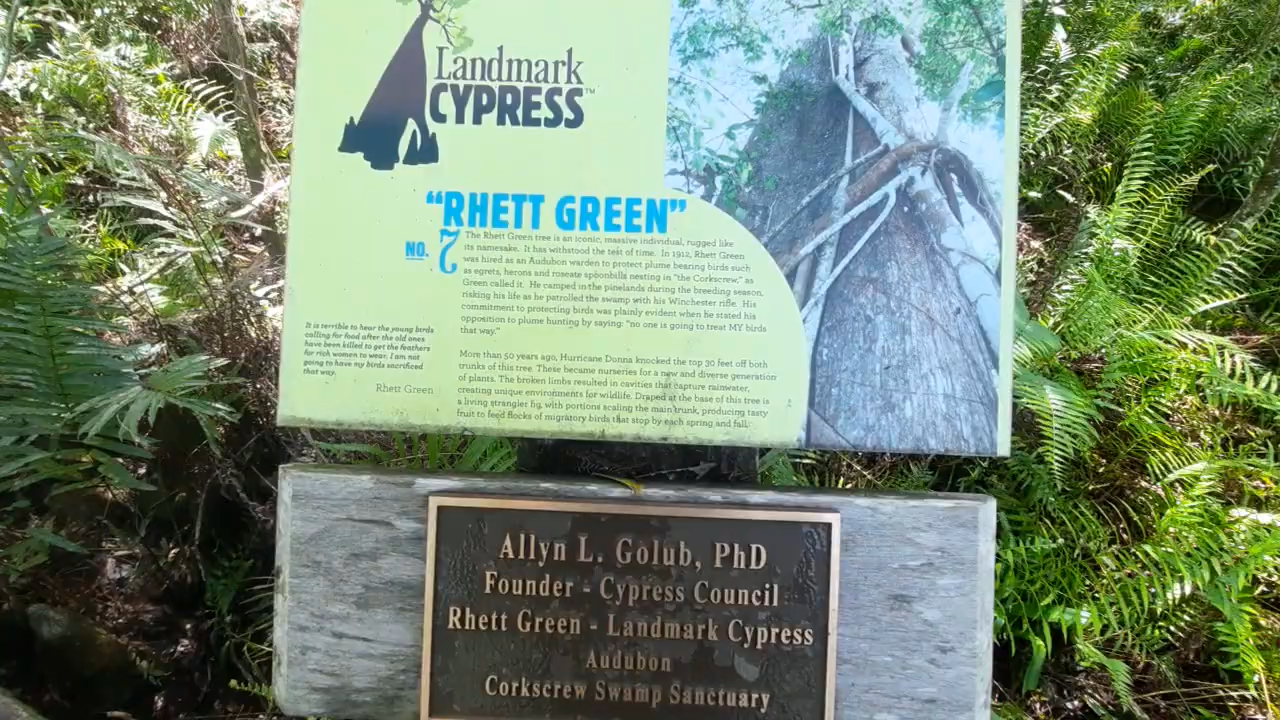 Landmark
CYPRESS™
"RHETT GREEN"
NO. 7
The Rhett Green tree is an iconic, massive individual, rugged like
its namesake. It has withstood the test of time. In 1912, Rhett Green
was hired as an Audubon warden to protect plume bearing birds such
as egrets, herons and roseate spoonbills nesting in "the Corkscrew," as
Green called it. He camped in the pinelands during the breeding season,
risking his life as he patrolled the swamp with his Winchester rifle. His
commitment to protecting birds was plainly evident when he stated his
opposition to plume hunting by saying: "no one is going to treat MY birds
that way."
It is terrible to hear the young birds
calling for food after the old ones
have been killed to get the feathers
for rich women to wear. I am not
going to have my birds sacrificed
that way.
Rhett Green
More than 50 years ago, Hurricane Donna knocked the top 30 feet off both
trunks of this tree. These became nurseries for a new and diverse generation
of plants. The broken limbs resulted in cavities that capture rainwater,
creating unique environments for wildlife. Draped at the base of this tree is
a living strangler fig, with portions scaling the main trunk, producing tasty
fruit to feed flocks of migratory birds that stop by each spring and fall.
Allyn L. Golub, PhD
Founder - Cypress Council
Rhett Green - Landmark Cypress
Audubon
Corkscrew Swamp Sanctuary